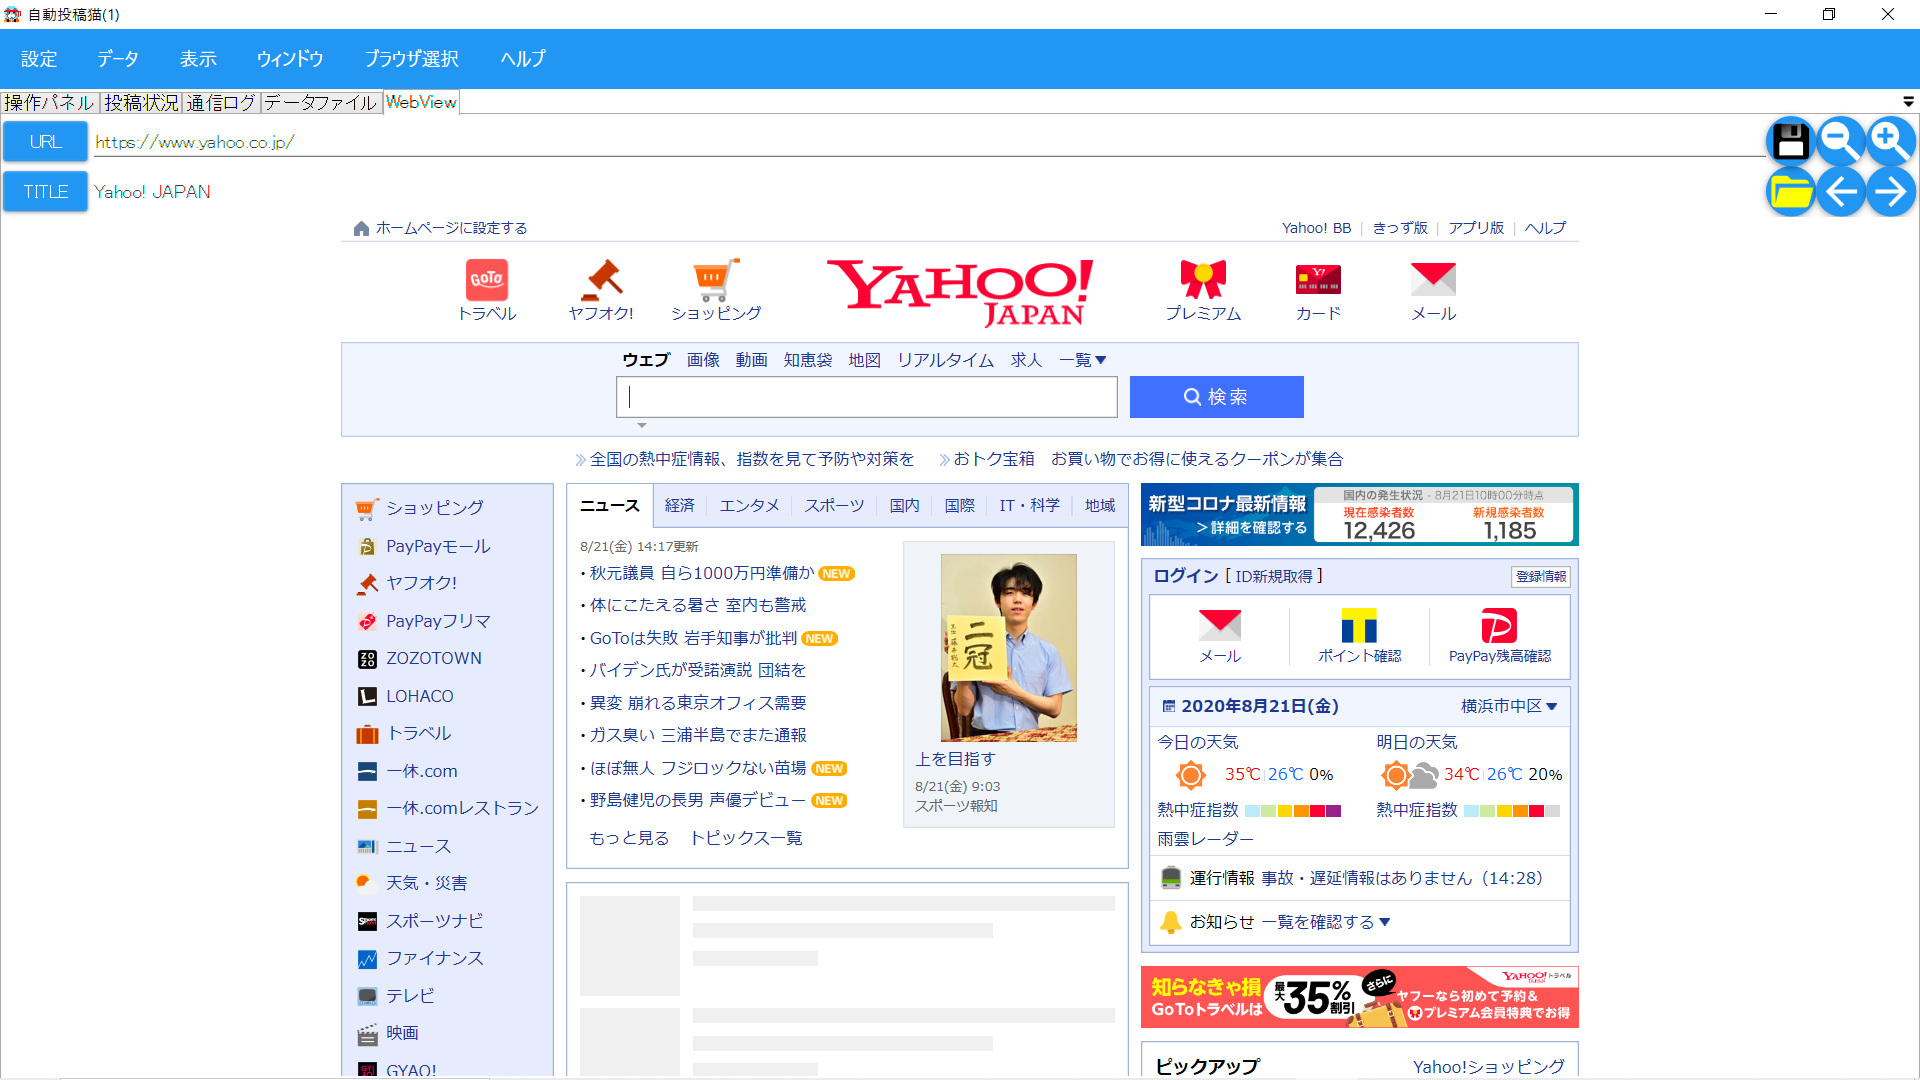 自動投稿猫(1)
設定 データ 表示 ウィンドウ ブラウザ選択 ヘルプ
操作パネル 投稿状況 通信ログ データファイル WebView
URL https://www.yahoo.co.jp/
TITLE Yahoo! JAPAN
ホームページに設定する Yahoo! BB きっず版 アプリ版 ヘルプ
GoTo
トラベル ヤフオク! ショッピング YAHOO! JAPAN プレミアム カード メール
ウェブ 画像 動画 知恵袋 地図 リアルタイム 求人 一覧▼
検索
全国の熱中症情報、指数を見て予防や対策を おトク宝箱 お買い物でお得に使えるクーポンが集合
ショッピング
PayPayモール
ヤフオク!
PayPayフリマ
ZOZOTOWN
LOHACO
トラベル
一休.com
一休.comレストラン
ニュース
天気・災害
スポーツナビ
ファイナンス
テレビ
映画
GYAO!
ニュース 経済 エンタメ スポーツ 国内 国際 IT・科学 地域
8/21(金) 14:17更新
・秋元議員 自ら1000万円準備か NEW
・体にこたえる暑さ 室内も警戒
・GoToは失敗 岩手知事が批判 NEW
・バイデン氏が受諾演説 団結を
・異変 崩れる東京オフィス需要
・ガス臭い 三浦半島でまた通報
・ほぼ無人 フジロックない苗場 NEW
・野島健児の長男 声優デビュー NEW
もっと見る トピックス一覧
二冠
王位 藤井聡太
上を目指す
8/21(金) 9:03
スポーツ報知
新型コロナ最新情報
>詳細を確認する
国内の発生状況 - 8月21日10時00分時点
現在感染者数 新規感染者数
12,426 1,185
ログイン [ ID新規取得 ] 登録情報
メール ポイント確認 PayPay残高確認
2020年8月21日(金) 横浜市中区▼
今日の天気 明日の天気
35℃ 26℃ 0% 34℃ 26℃ 20%
熱中症指数 熱中症指数
雨雲レーダー
運行情報 事故・遅延情報はありません（14:28）
お知らせ 一覧を確認する▼
知らなきゃ損
GoToトラベルは
最大35%割引
さらに
YAHOO!トラベル
ヤフーなら初めて予約&
プレミアム会員特典でお得
ピックアップ Yahoo!ショッピング